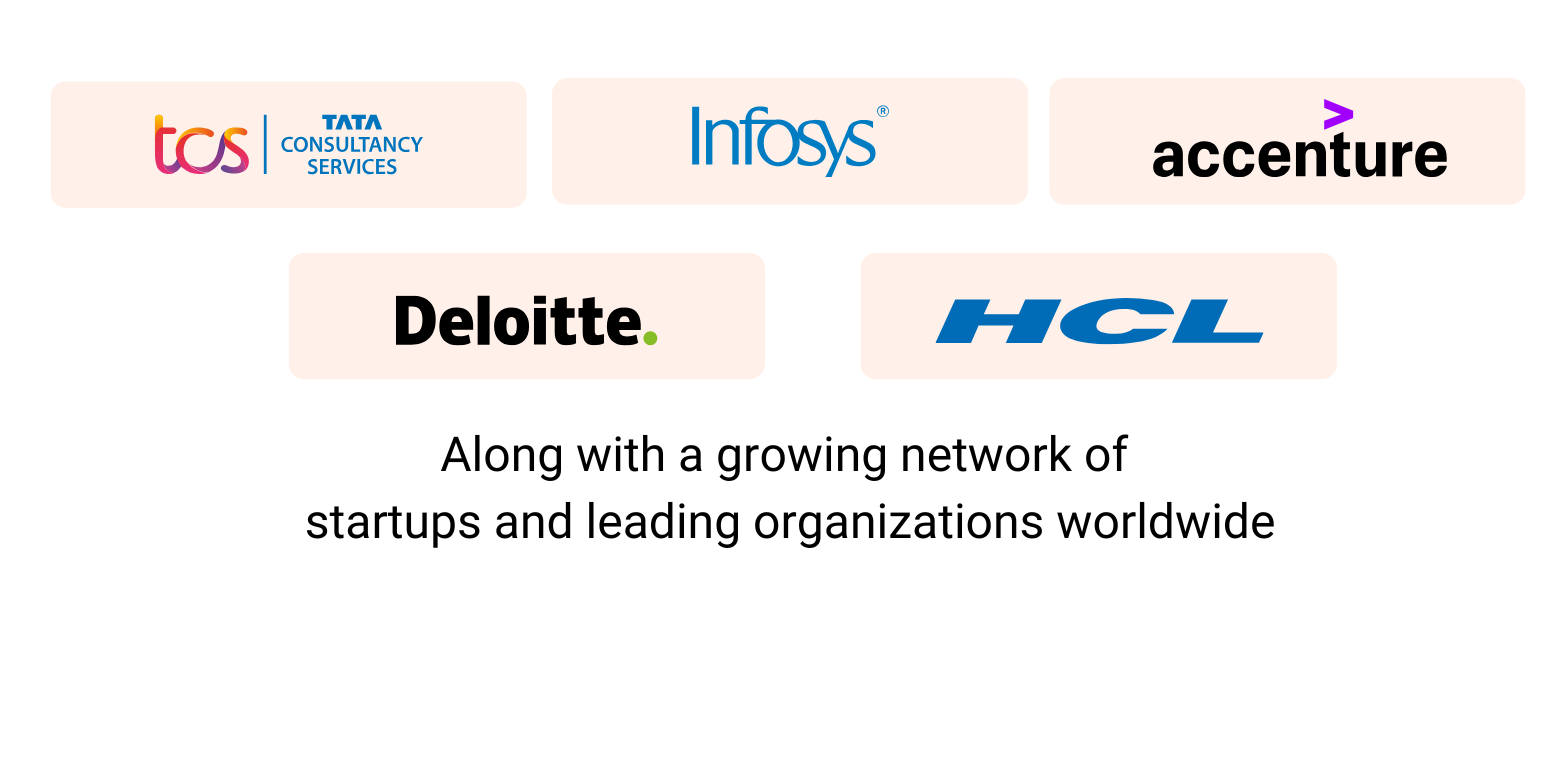 tcs
TATA
CONSULTANCY
SERVICES
Infosys®
>
accenture
Deloitte.
HCL
Along with a growing network of
startups and leading organizations worldwide